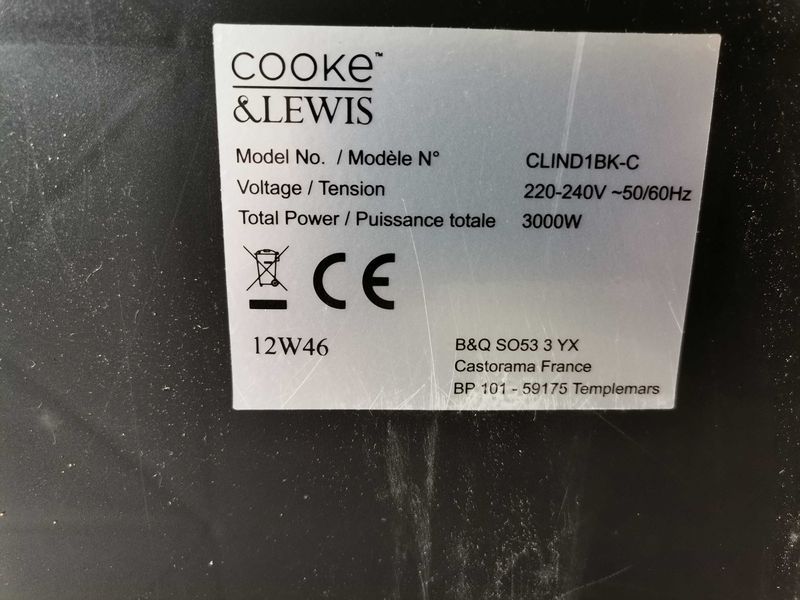 COOKe™
&LEWIS
Model No. / Modèle N° CLIND1BK-C
Voltage / Tension 220-240V ~50/60Hz
Total Power / Puissance totale 3000W
CE
12W46
B&Q SO53 3 YX
Castorama France
BP 101 - 59175 Templemars